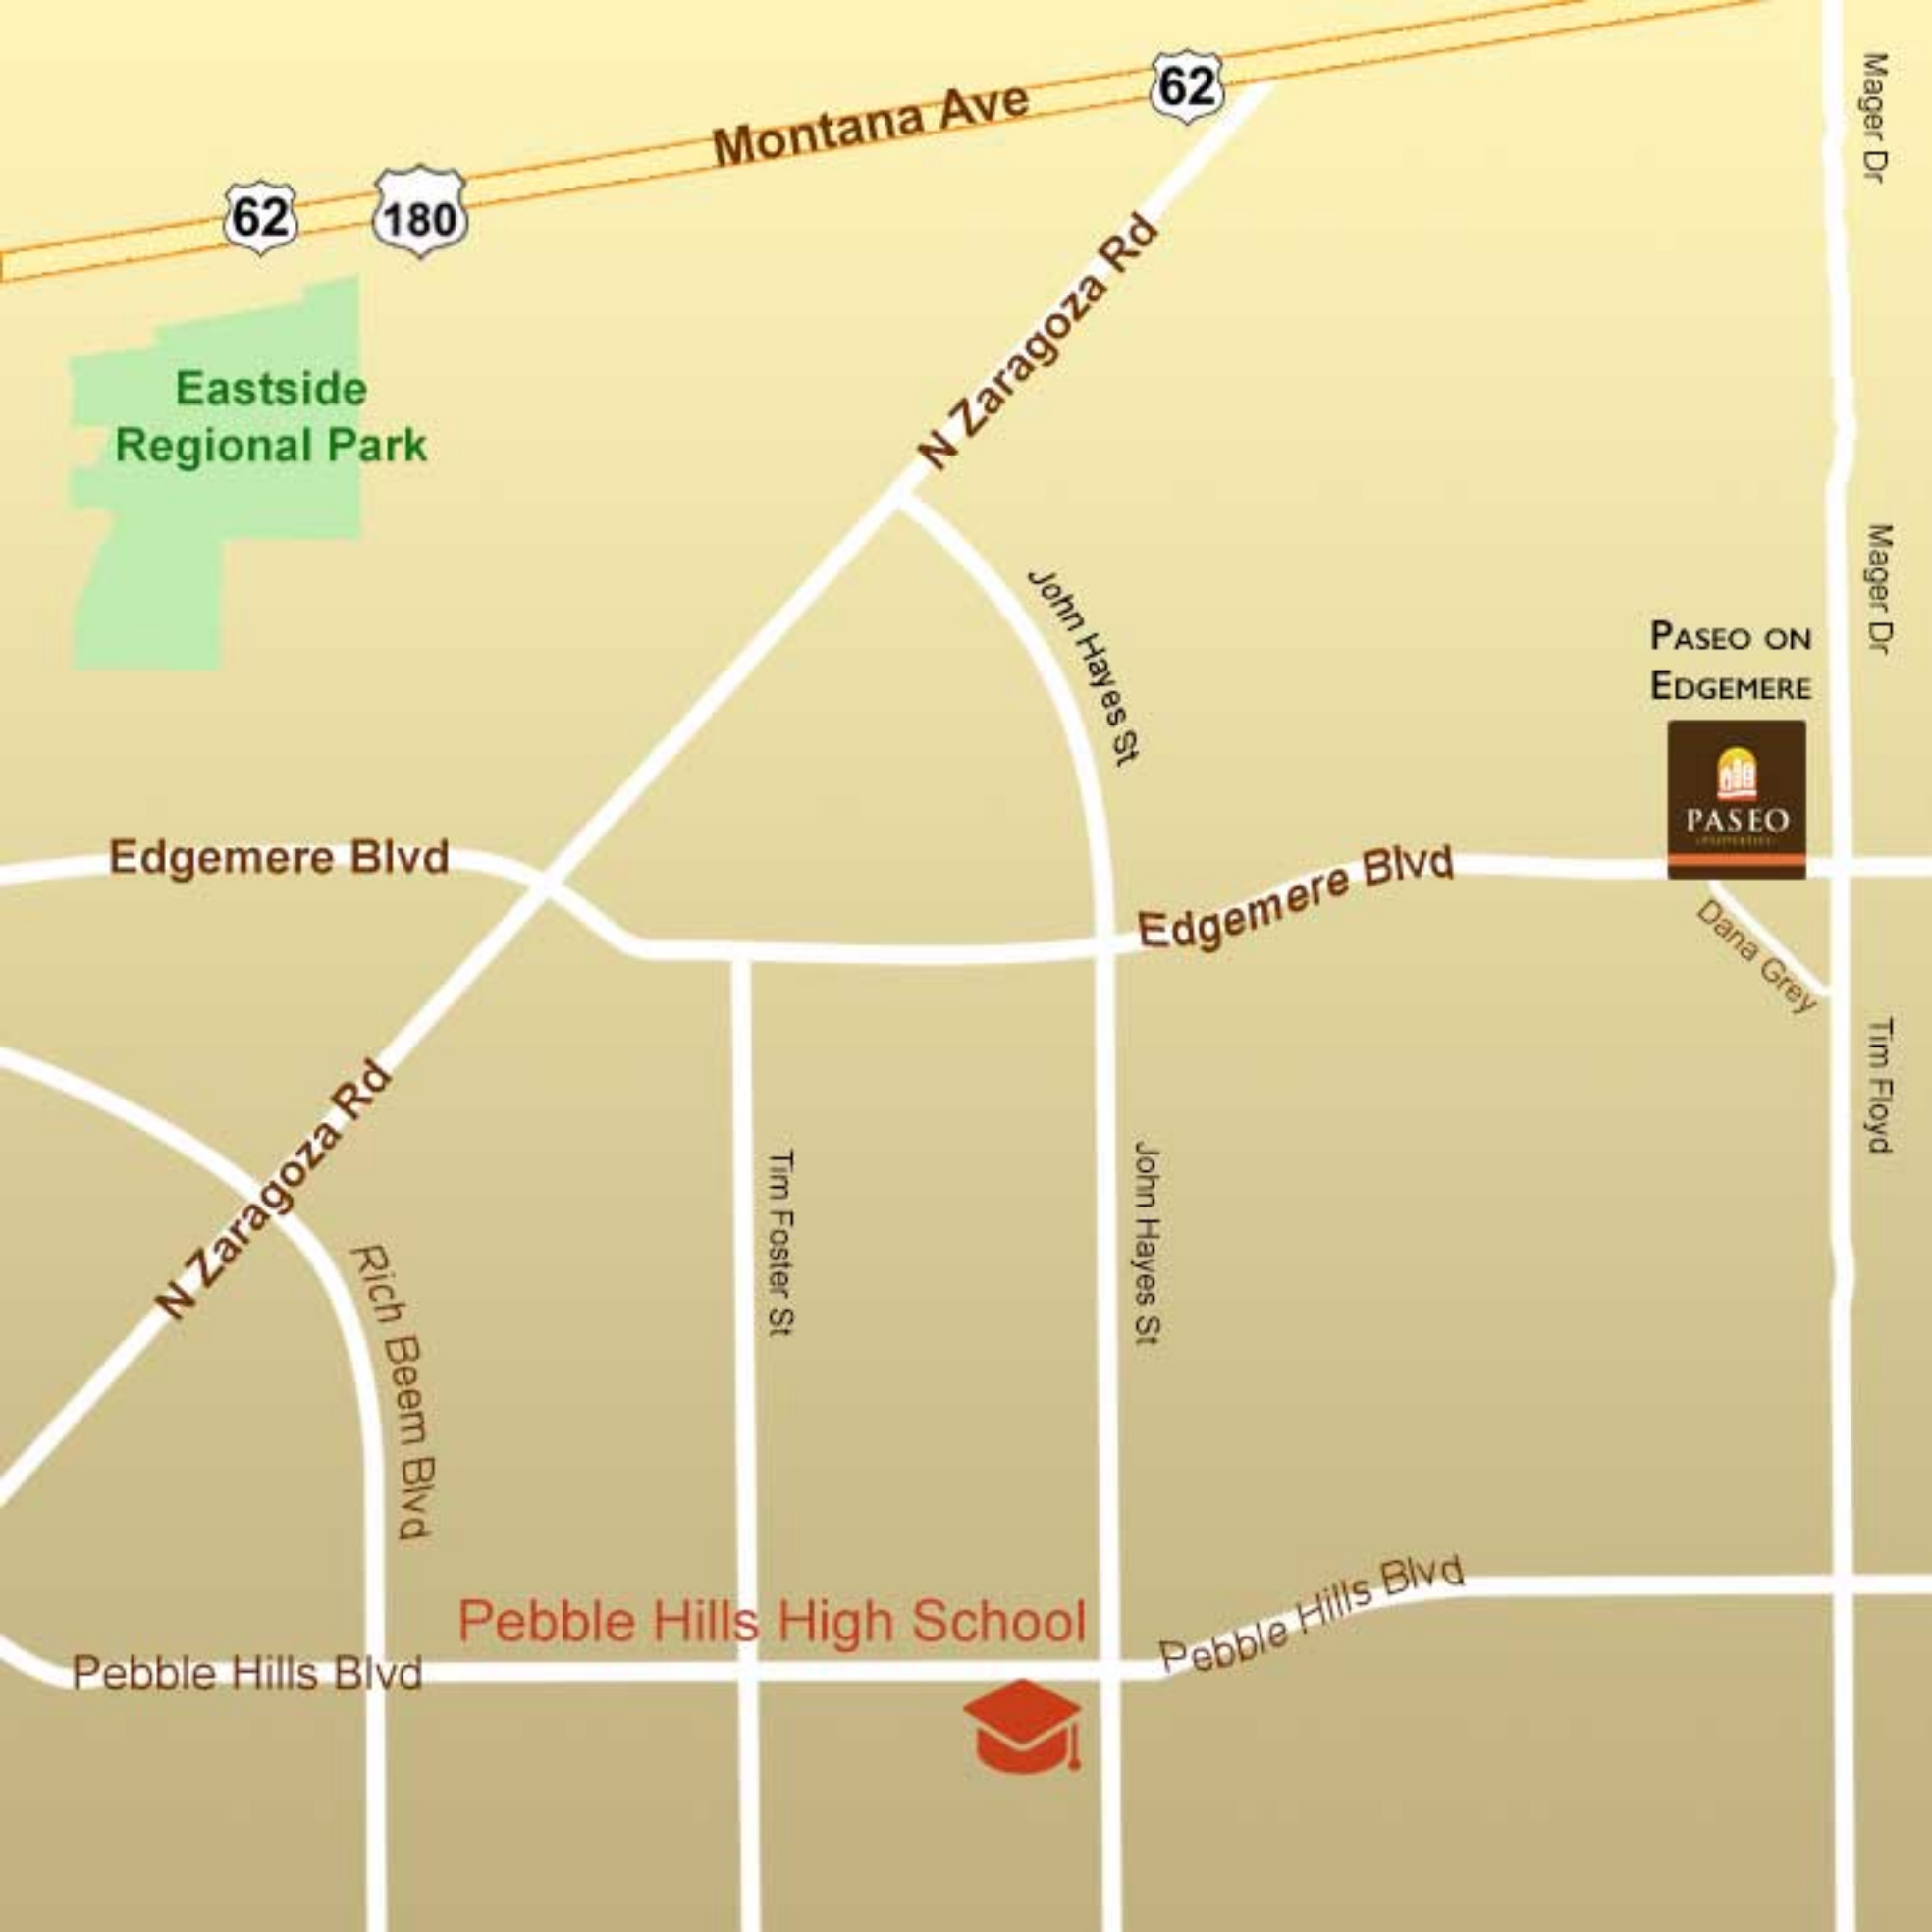 Mager Dr
62
Montana Ave
62
180
N Zaragoza Rd
Eastside
Regional Park
Mager Dr
John Hayes St
PASEO ON
EDGEMERE
PASEO
Edgemere Blvd
Edgemere Blvd
Dana Grey
Tim Floyd
N Zaragoza Rd
Tim Foster St
John Hayes St
Rich Beem Blvd
Pebble Hills High School
Pebble Hills Blvd
Pebble Hills Blvd